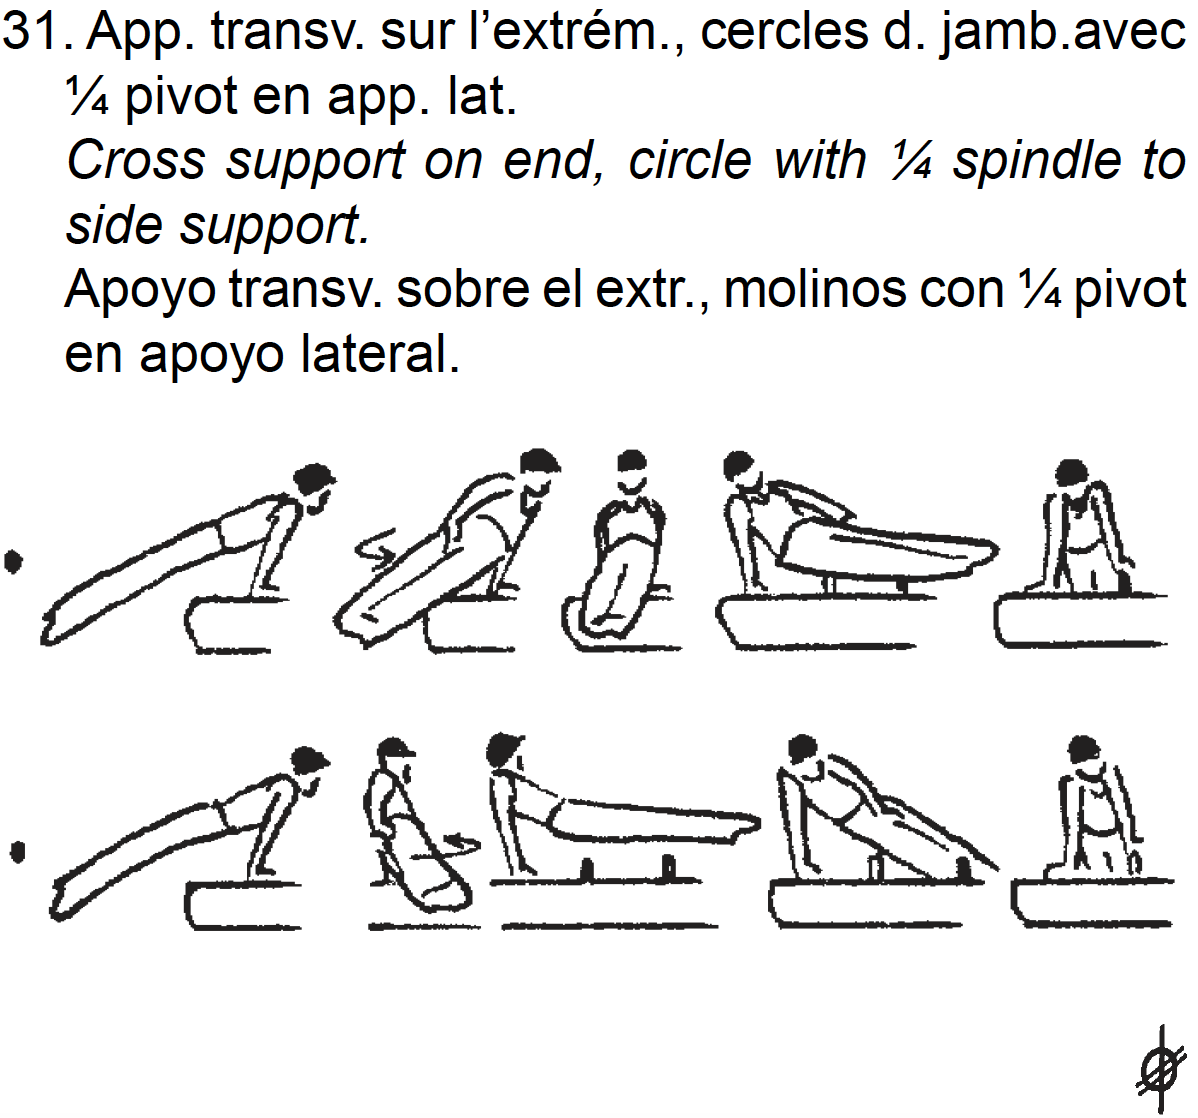 31. App. transv. sur l’extrém., cercles d. jamb.avec
¼ pivot en app. lat.
Cross support on end, circle with ¼ spindle to
side support.
Apoyo transv. sobre el extr., molinos con ¼ pivot
en apoyo lateral.